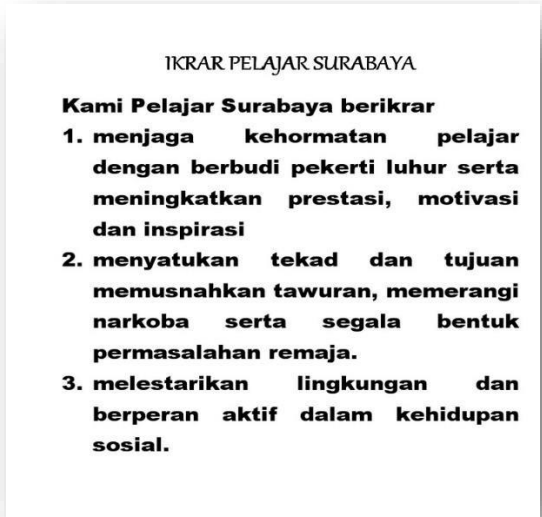 IKRAR PELAJAR SURABAYA
Kami Pelajar Surabaya berikrar
1. menjaga kehormatan pelajar
dengan berbudi pekerti luhur serta
meningkatkan prestasi, motivasi
dan inspirasi
2. menyatukan tekad dan tujuan
memusnahkan tawuran, memerangi
narkoba serta segala bentuk
permasalahan remaja.
3. melestarikan lingkungan dan
berperan aktif dalam kehidupan
sosial.